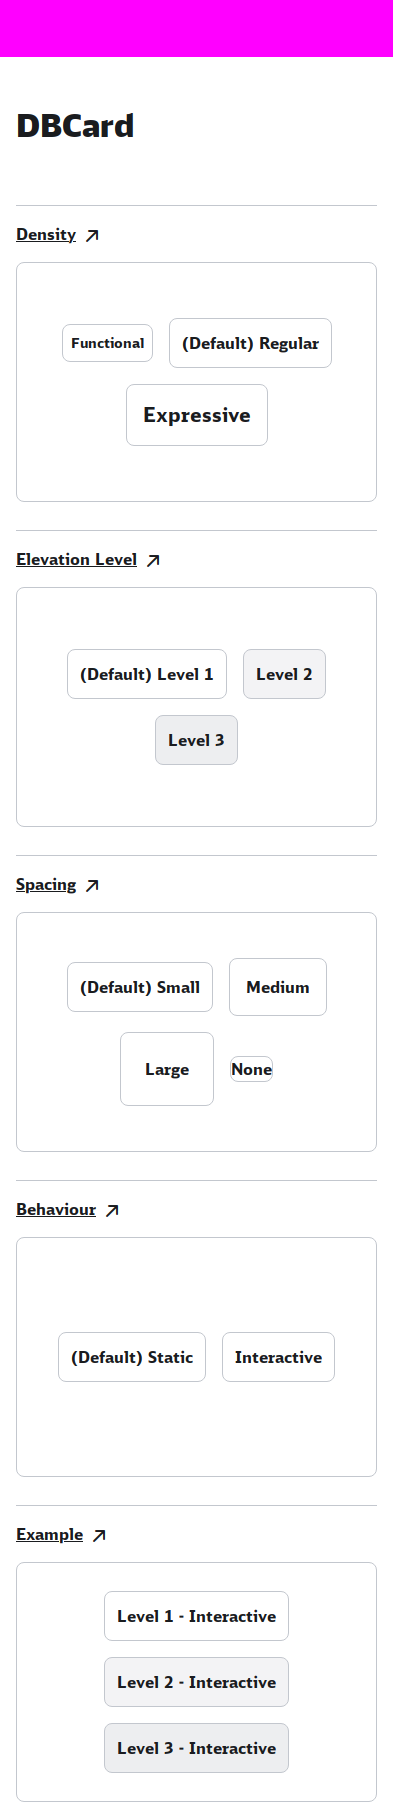 DBCard
Density
Functional
(Default) Regular
Expressive
Elevation Level
(Default) Level 1
Level 2
Level 3
Spacing
(Default) Small
Medium
Large
None
Behaviour
(Default) Static
Interactive
Example
Level 1 - Interactive
Level 2 - Interactive
Level 3 - Interactive